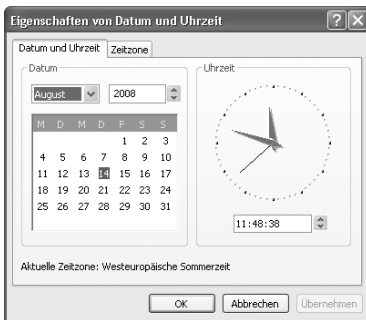 Eigenschaften von Datum und Uhrzeit
Datum und Uhrzeit Zeitzone
Datum
Uhrzeit
August 2008
M D M D F S S
1 2 3
4 5 6 7 8 9 10
11 12 13 14 15 16 17
18 19 20 21 22 23 24
25 26 27 28 29 30 31
11:48:38
Aktuelle Zeitzone: Westeuropäische Sommerzeit
OK Abbrechen Übernehmen